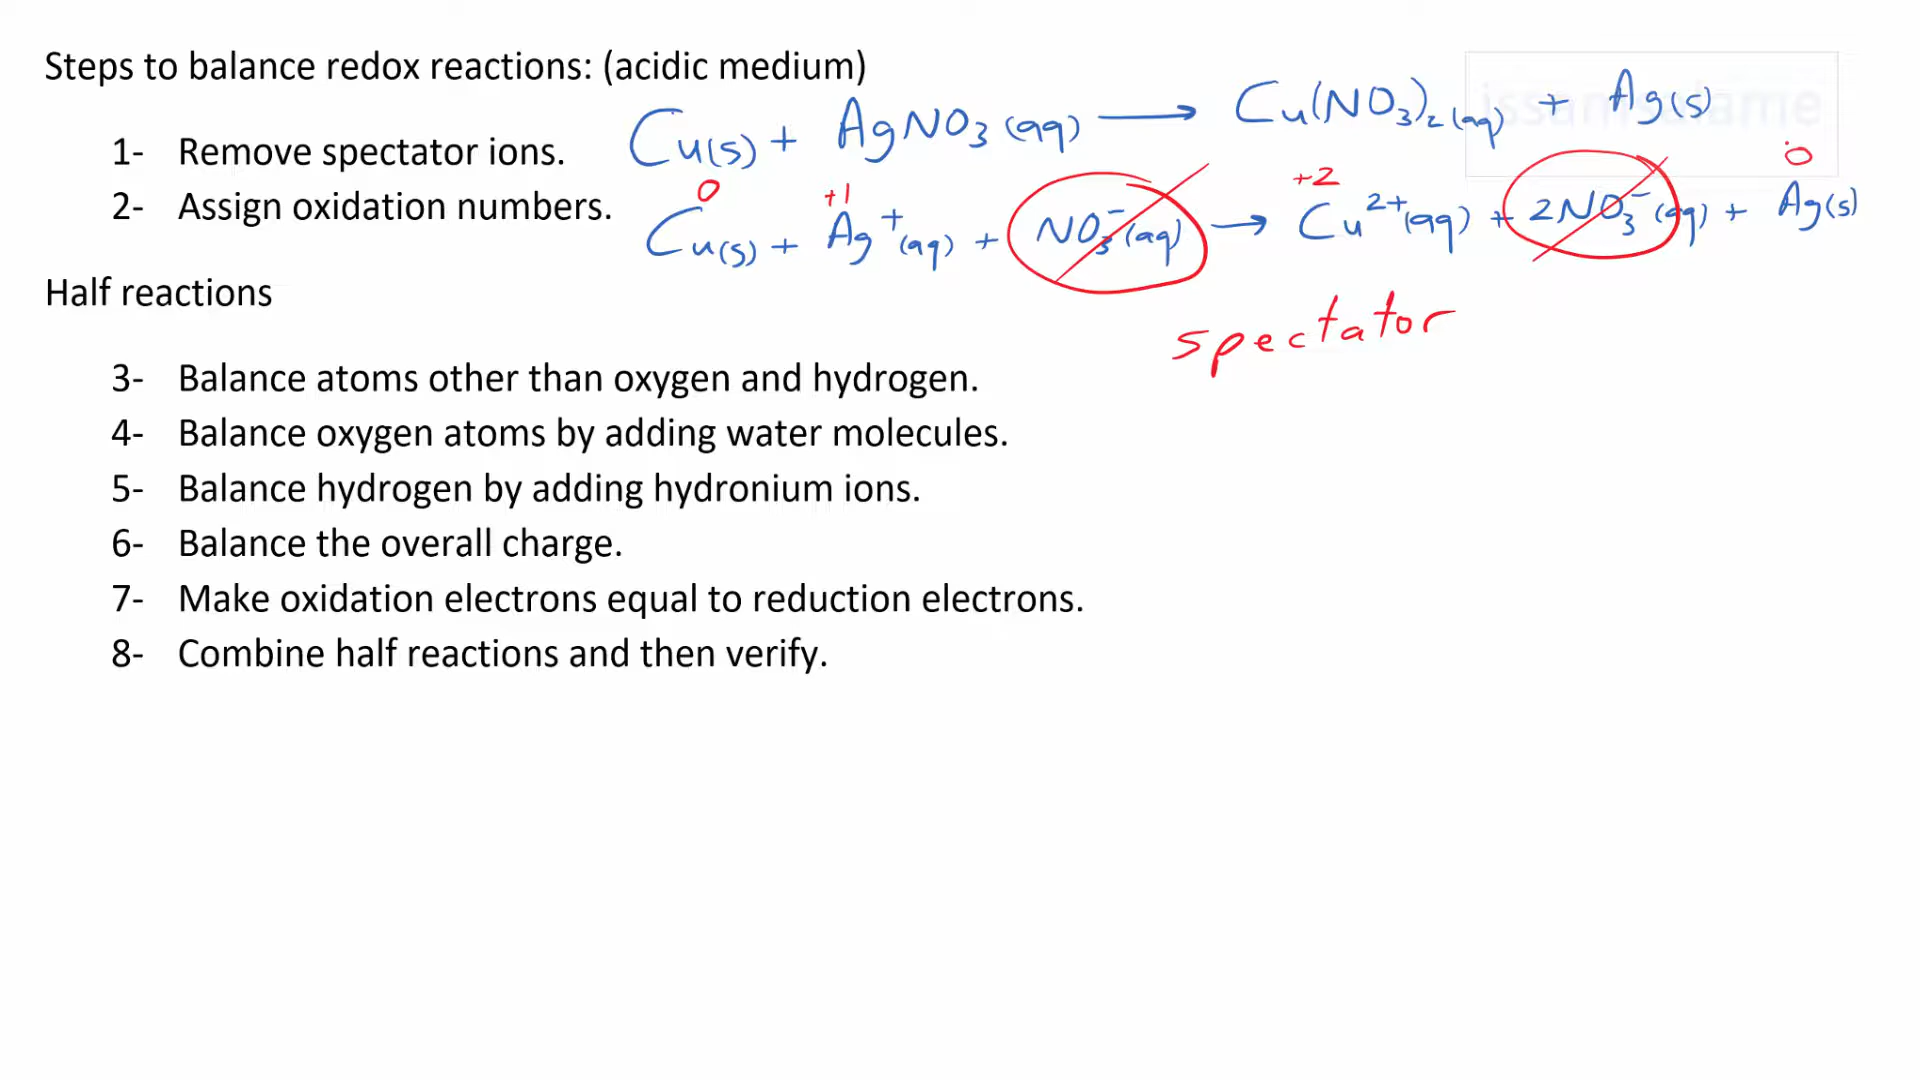 Steps to balance redox reactions: (acidic medium)
issam salame
Cu(s) + AgNO₃(aq) → Cu(NO₃)₂(aq) + Ag(s)
1- Remove spectator ions.
0 +1 +2 0
2- Assign oxidation numbers.
Cu(s) + Ag⁺(aq) + NO₃⁻(aq) → Cu²⁺(aq) + 2NO₃⁻(aq) + Ag(s)
Half reactions
spectator
3- Balance atoms other than oxygen and hydrogen.
4- Balance oxygen atoms by adding water molecules.
5- Balance hydrogen by adding hydronium ions.
6- Balance the overall charge.
7- Make oxidation electrons equal to reduction electrons.
8- Combine half reactions and then verify.